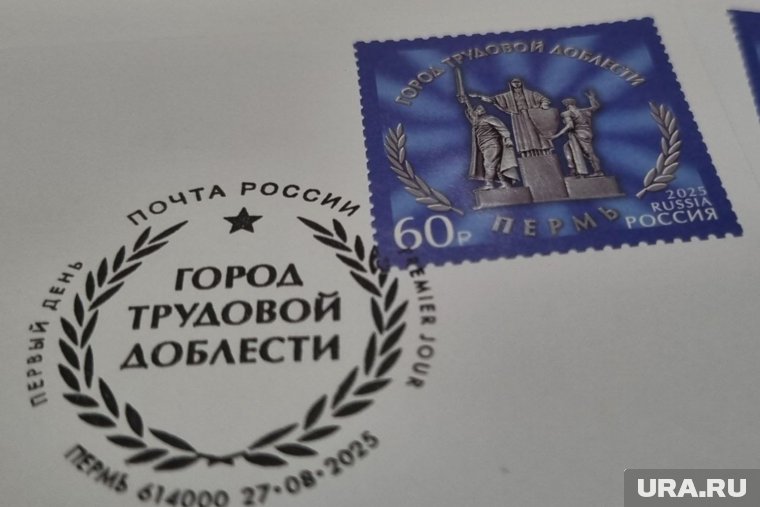 ГОРОД ТРУДОВОЙ ДОБЛЕСТИ
2025
RUSSIA
РОССИЯ
60 Р
ПЕРМЬ
ПОЧТА РОССИИ
ПЕРВЫЙ ДЕНЬ
PREMIER JOUR
ГОРОД
ТРУДОВОЙ
ДОБЛЕСТИ
ПЕРМЬ 614000 27-08-2025
URA.RU